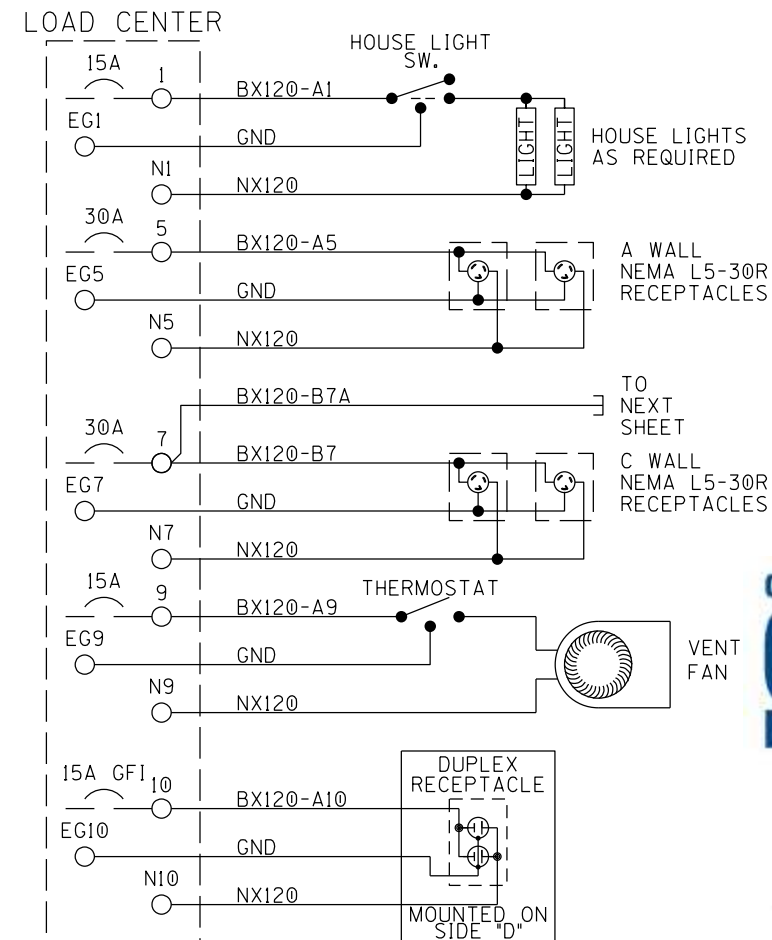 LOAD CENTER
HOUSE LIGHT
SW.
15A
1
BX120-A1
EG1
GND
LIGHT
LIGHT
HOUSE LIGHTS
AS REQUIRED
N1
NX120
30A
5
BX120-A5
A WALL
NEMA L5-30R
RECEPTACLES
EG5
GND
N5
NX120
BX120-B7A
TO
NEXT
SHEET
30A
7
BX120-B7
C WALL
NEMA L5-30R
RECEPTACLES
EG7
GND
N7
NX120
THERMOSTAT
15A
9
BX120-A9
EG9
GND
VENT
FAN
N9
NX120
DUPLEX
RECEPTACLE
15A GFI
10
BX120-A10
EG10
GND
N10
NX120
MOUNTED ON
SIDE "D"